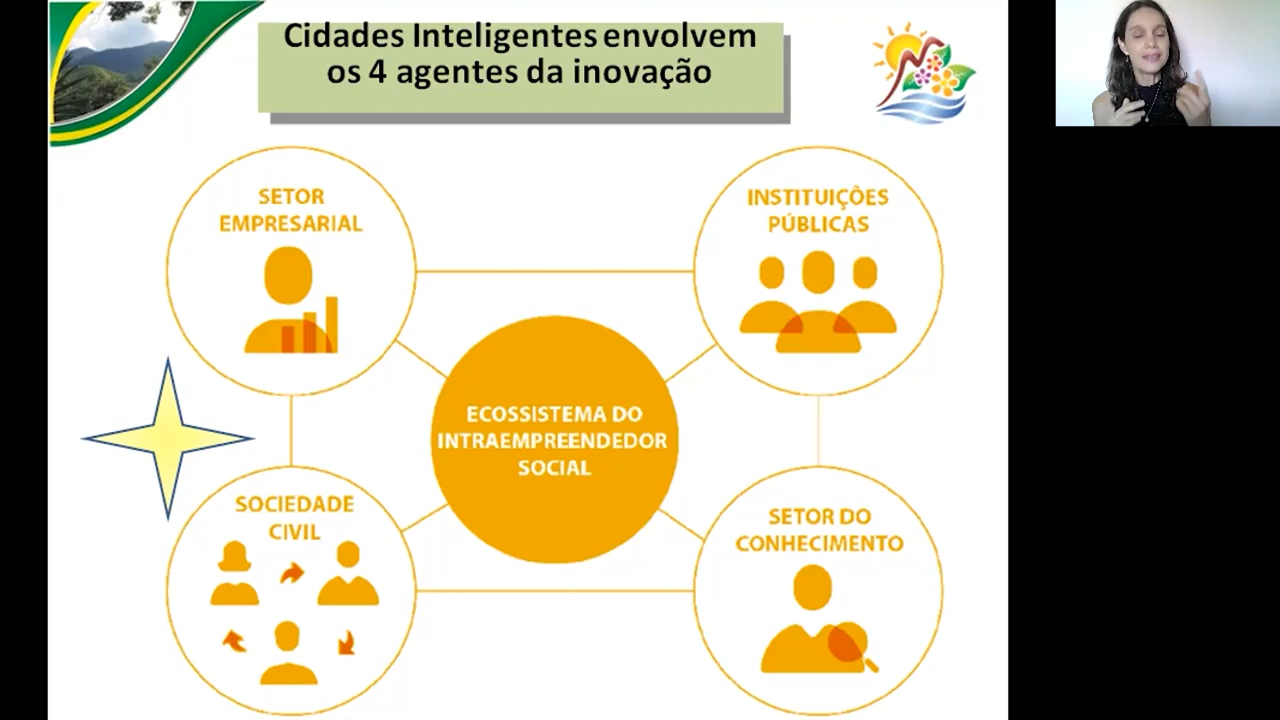 Cidades Inteligentes envolvem
os 4 agentes da inovação
SETOR
EMPRESARIAL
INSTITUIÇÕES
PÚBLICAS
ECOSSISTEMA DO
INTRAEMPREENDEDOR
SOCIAL
SOCIEDADE
CIVIL
SETOR DO
CONHECIMENTO